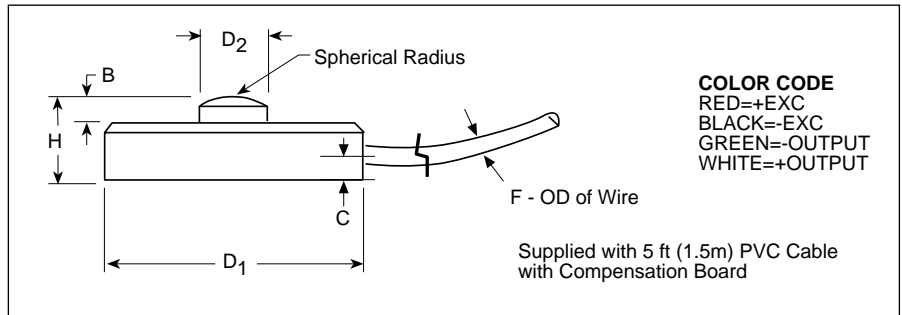 D2
Spherical Radius
B
H
COLOR CODE
RED=+EXC
BLACK=-EXC
GREEN=-OUTPUT
WHITE=+OUTPUT
C
F - OD of Wire
D1
Supplied with 5 ft (1.5m) PVC Cable
with Compensation Board